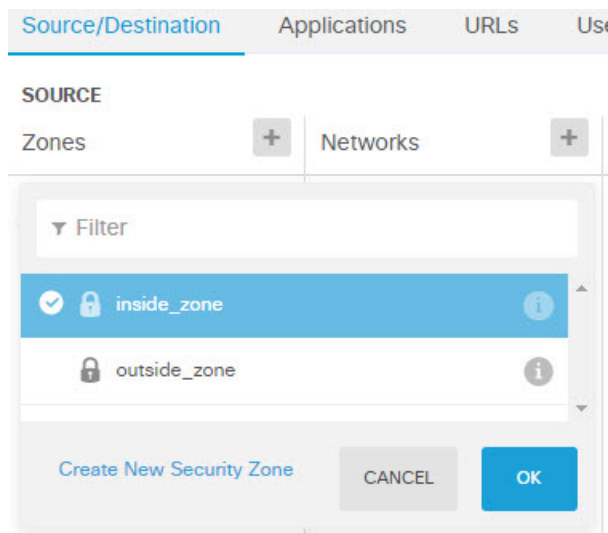 Source/Destination Applications URLs Use
SOURCE
Zones + Networks +
Filter
inside_zone
outside_zone
Create New Security Zone CANCEL OK